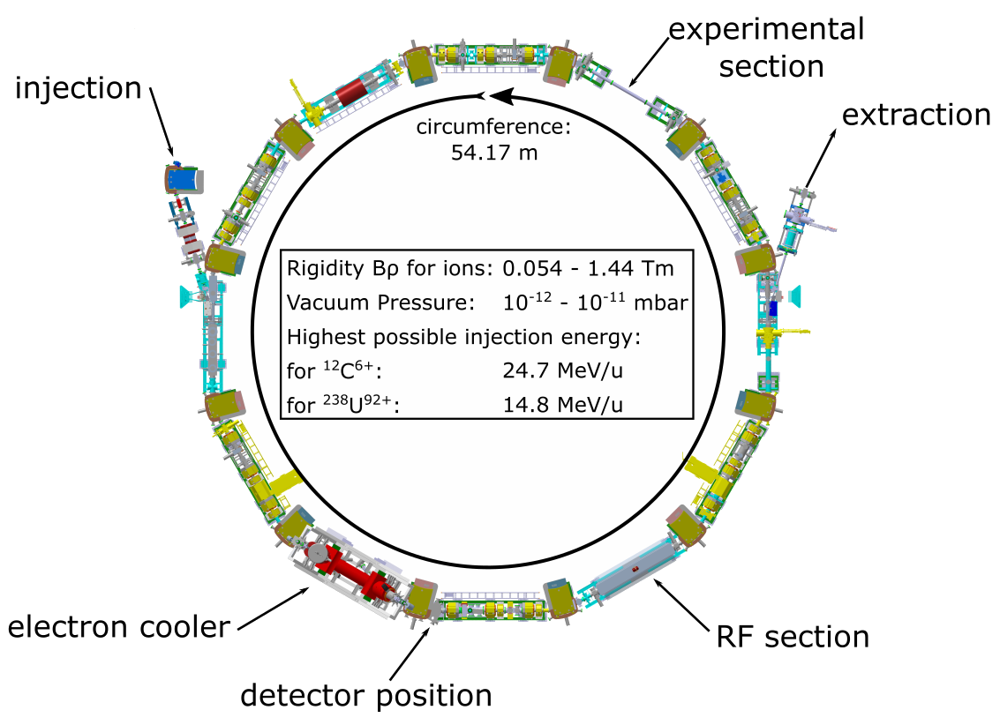 experimental
section
injection
extraction
circumference:
54.17 m
Rigidity Bρ for ions: 0.054 - 1.44 Tm
Vacuum Pressure: 10⁻¹² - 10⁻¹¹ mbar
Highest possible injection energy:
for ¹²C⁶⁺: 24.7 MeV/u
for ²³⁸U⁹²⁺: 14.8 MeV/u
electron cooler
RF section
detector position